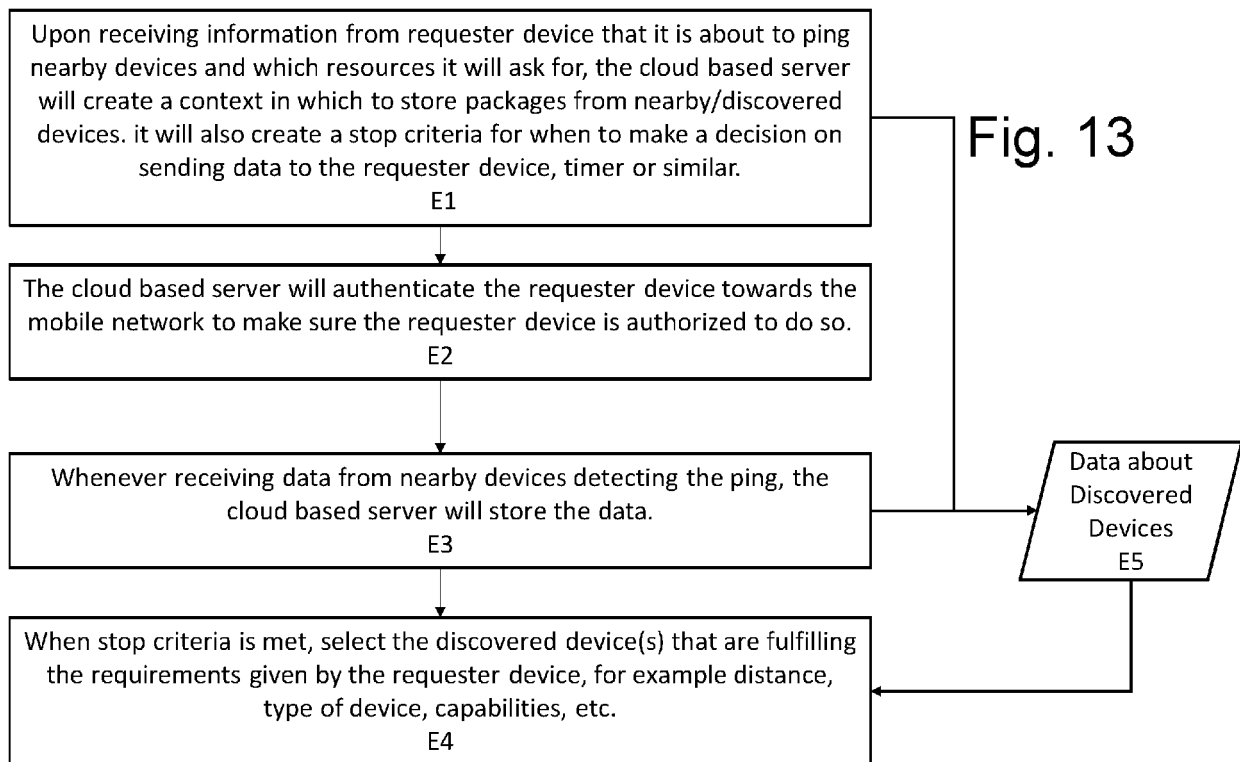 Upon receiving information from requester device that it is about to ping
nearby devices and which resources it will ask for, the cloud based server
will create a context in which to store packages from nearby/discovered
devices. it will also create a stop criteria for when to make a decision on
sending data to the requester device, timer or similar.
E1
Fig. 13
The cloud based server will authenticate the requester device towards the
mobile network to make sure the requester device is authorized to do so.
E2
Whenever receiving data from nearby devices detecting the ping, the
cloud based server will store the data.
E3
Data about
Discovered
Devices
E5
When stop criteria is met, select the discovered device(s) that are fulfilling
the requirements given by the requester device, for example distance,
type of device, capabilities, etc.
E4